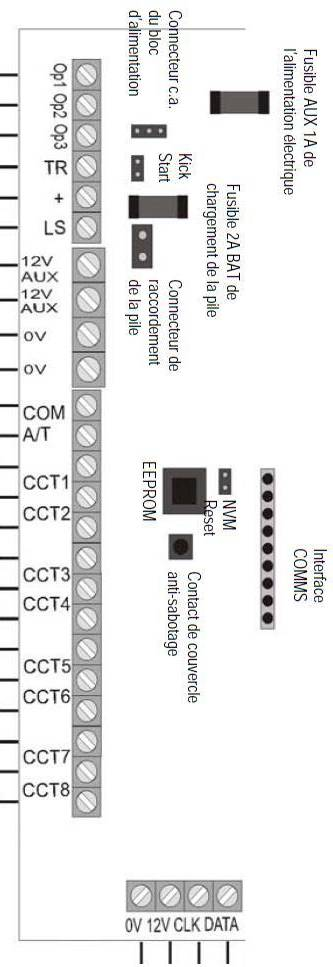 Fusible AUX 1A de
l'alimentation électrique
Connecteur c.a.
du bloc
d'alimentation
Kick
Start
Fusible 2A BAT de
chargement de la pile
Connecteur de
raccordement
de la pile
Op1
Op2
Op3
TR
+
LS
12V
AUX
12V
AUX
0V
0V
COM
A/T
CCT1
CCT2
CCT3
CCT4
CCT5
CCT6
CCT7
CCT8
EEPROM
NVM
Reset
Interface
COMMS
Contact de couvercle
anti-sabotage
0V 12V CLK DATA